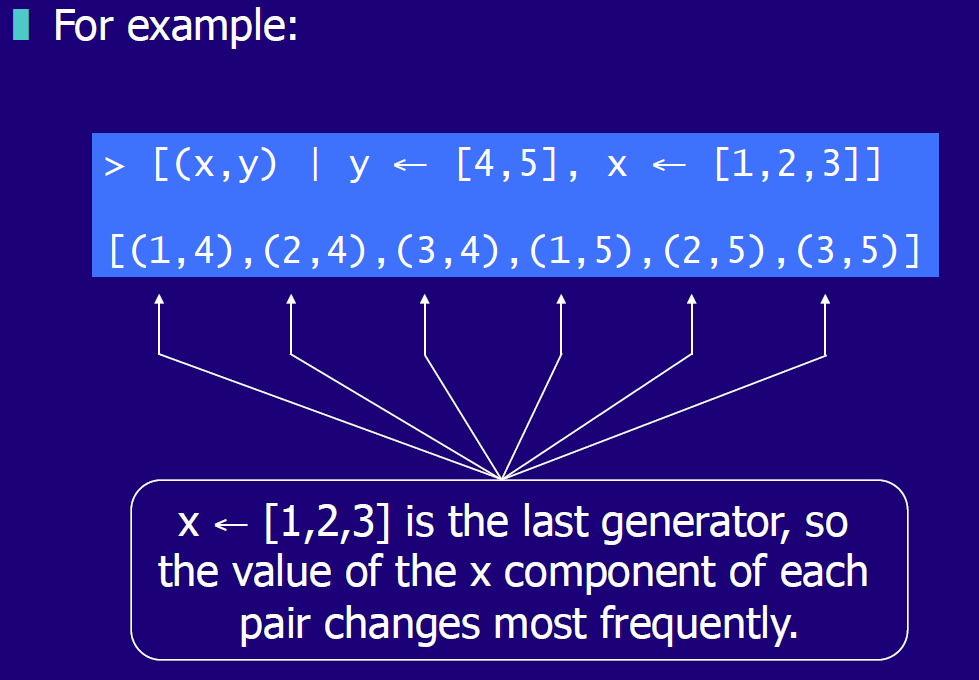 For example:
> [(x,y) | y ← [4,5], x ← [1,2,3]]
[(1,4),(2,4),(3,4),(1,5),(2,5),(3,5)]
x ← [1,2,3] is the last generator, so
the value of the x component of each
pair changes most frequently.